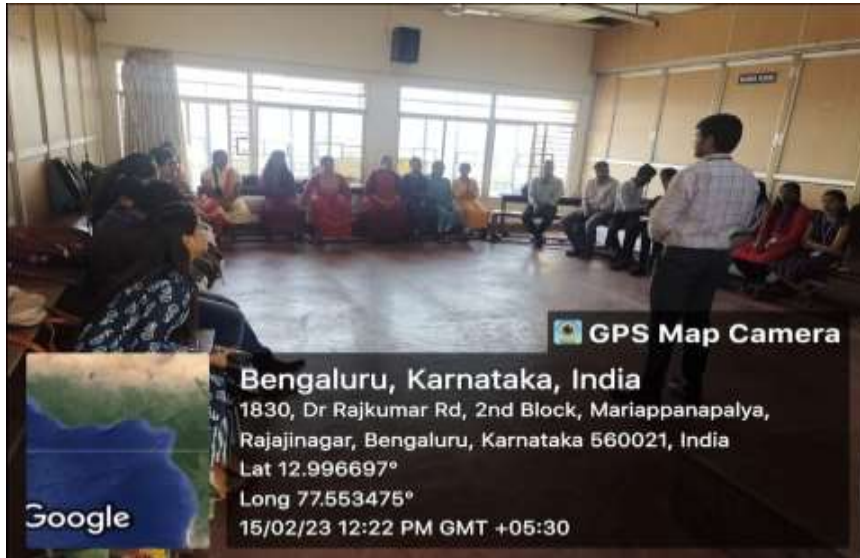 GPS Map Camera
Bengaluru, Karnataka, India
1830, Dr Rajkumar Rd, 2nd Block, Mariappanapalya,
Rajajinagar, Bengaluru, Karnataka 560021, India
Lat 12.996697°
Long 77.553475°
15/02/23 12:22 PM GMT +05:30
Google